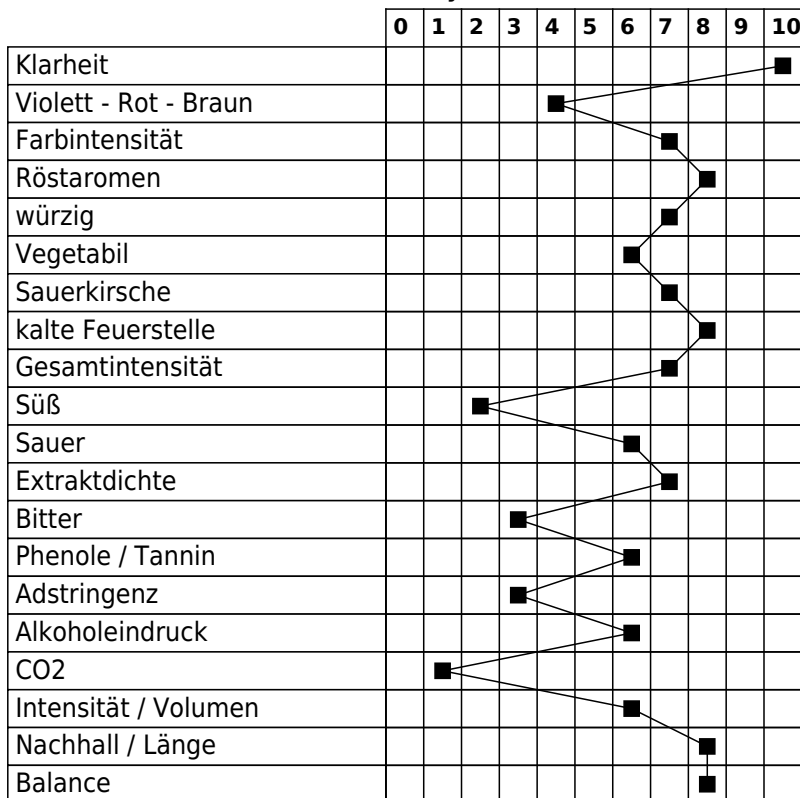 0 1 2 3 4 5 6 7 8 9 10
Klarheit
Violett - Rot - Braun
Farbintensität
Röstaromen
würzig
Vegetabil
Sauerkirsche
kalte Feuerstelle
Gesamtintensität
Süß
Sauer
Extraktdichte
Bitter
Phenole / Tannin
Adstringenz
Alkoholeindruck
CO2
Intensität / Volumen
Nachhall / Länge
Balance